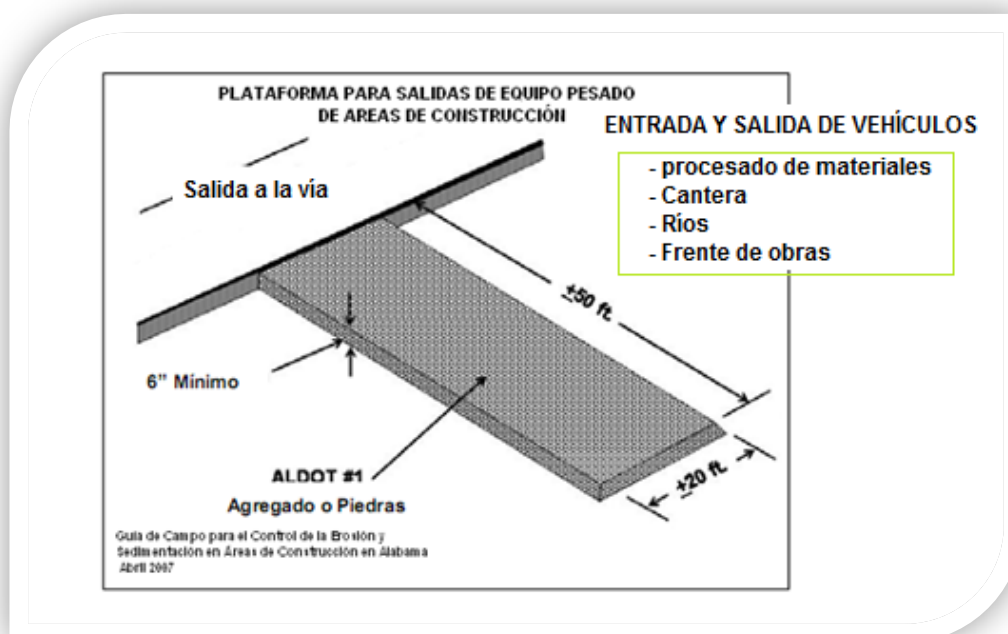 PLATAFORMA PARA SALIDAS DE EQUIPO PESADO
DE AREAS DE CONSTRUCCIÓN
ENTRADA Y SALIDA DE VEHÍCULOS
- procesado de materiales
- Cantera
- Ríos
- Frente de obras
Salida a la vía
±50 ft.
6” Mínimo
±20 ft.
ALDOT #1
Agregado o Piedras
Guía de Campo para el Control de la Erosión y
Sedimentación en Áreas de Construcción en Alabama
Abril 2007